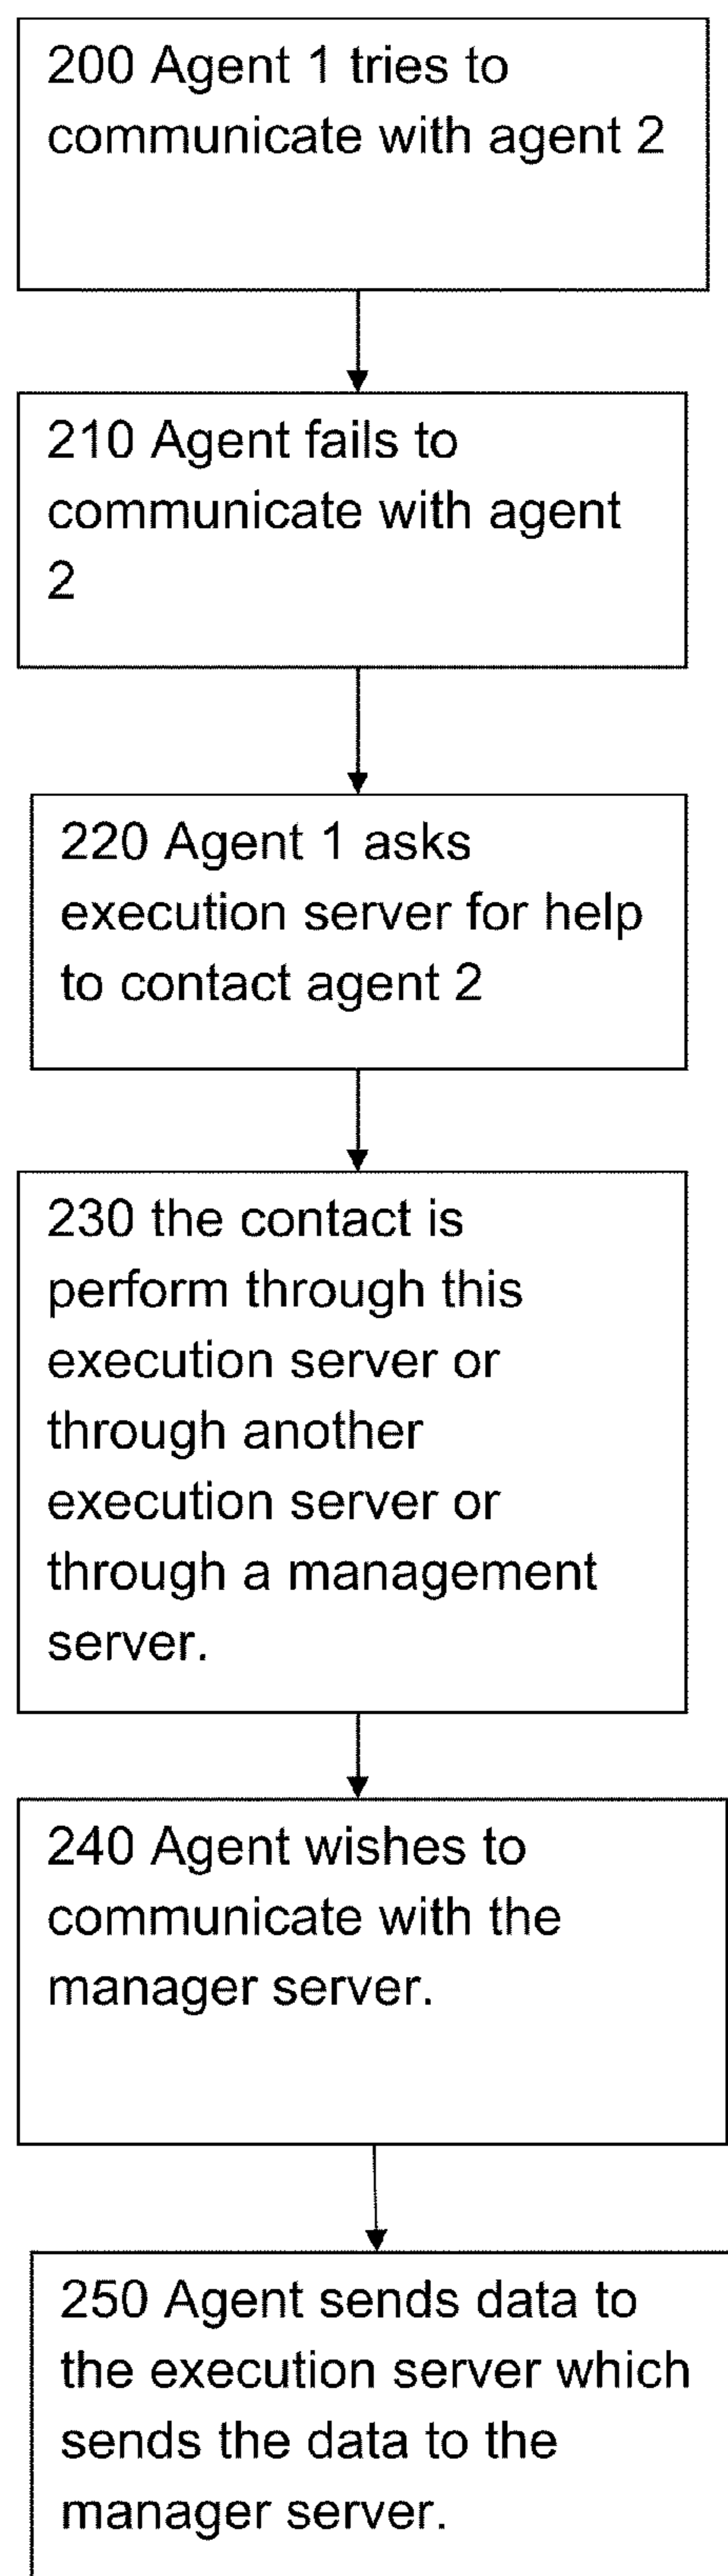 200 Agent 1 tries to
communicate with agent 2
210 Agent fails to
communicate with agent
2
220 Agent 1 asks
execution server for help
to contact agent 2
230 the contact is
perform through this
execution server or
through another
execution server or
through a management
server.
240 Agent wishes to
communicate with the
manager server.
250 Agent sends data to
the execution server which
sends the data to the
manager server.